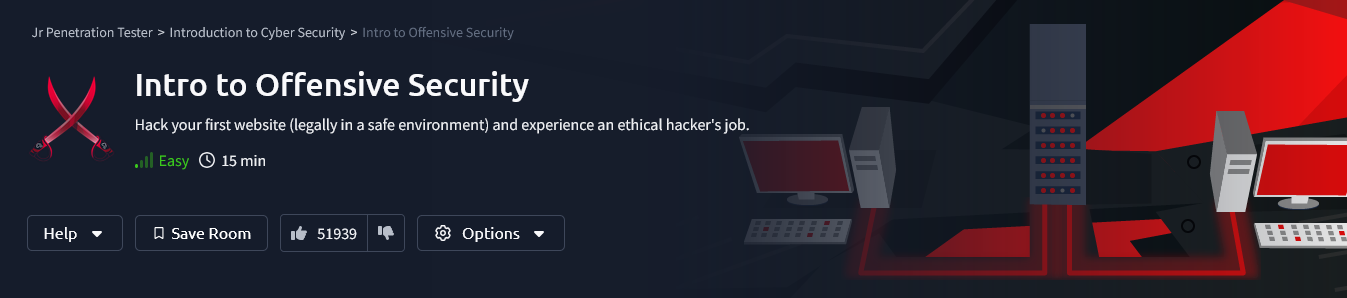 Jr Penetration Tester > Introduction to Cyber Security > Intro to Offensive Security
Intro to Offensive Security
Hack your first website (legally in a safe environment) and experience an ethical hacker's job.
Easy 15 min
Help Save Room 51939 Options